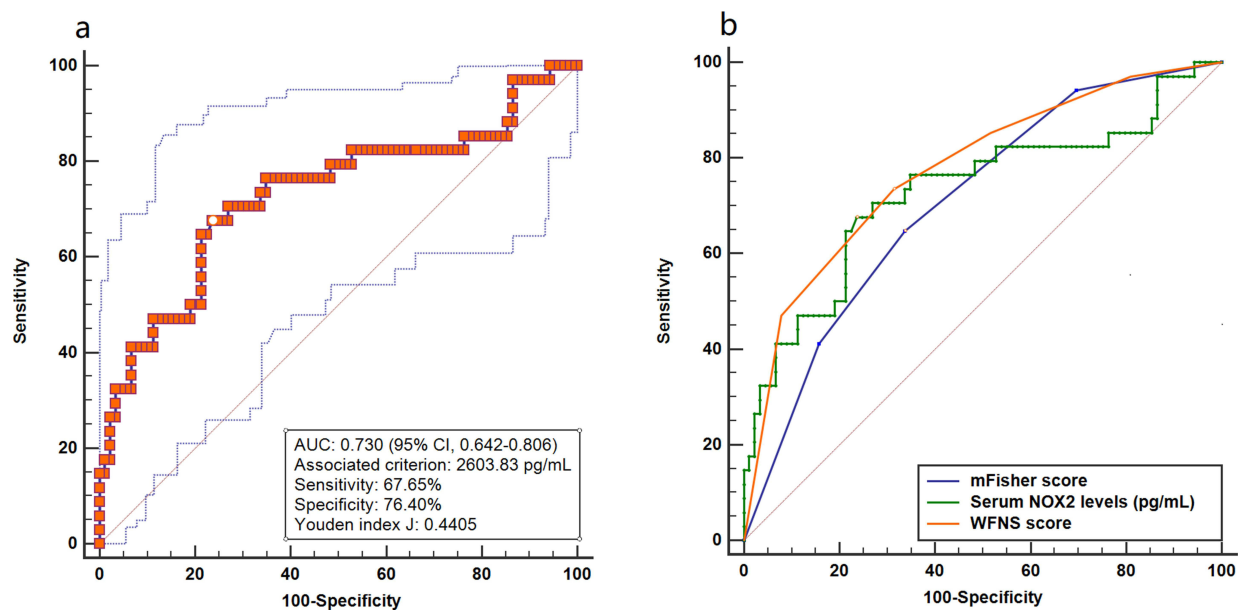 a
Sensitivity
100
80
60
40
20
0
AUC: 0.730 (95% CI, 0.642-0.806)
Associated criterion: 2603.83 pg/mL
Sensitivity: 67.65%
Specificity: 76.40%
Youden index J: 0.4405
0 20 40 60 80 100
100-Specificity
b
Sensitivity
100
80
60
40
20
0
mFisher score
Serum NOX2 levels (pg/mL)
WFNS score
0 20 40 60 80 100
100-Specificity